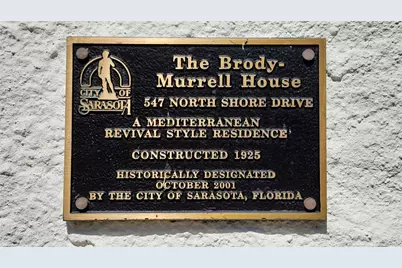 CITY OF
SARASOTA
The Brody-
Murrell House
547 NORTH SHORE DRIVE
A MEDITERRANEAN
REVIVAL STYLE RESIDENCE
CONSTRUCTED 1925
HISTORICALLY DESIGNATED
OCTOBER 2001
BY THE CITY OF SARASOTA, FLORIDA